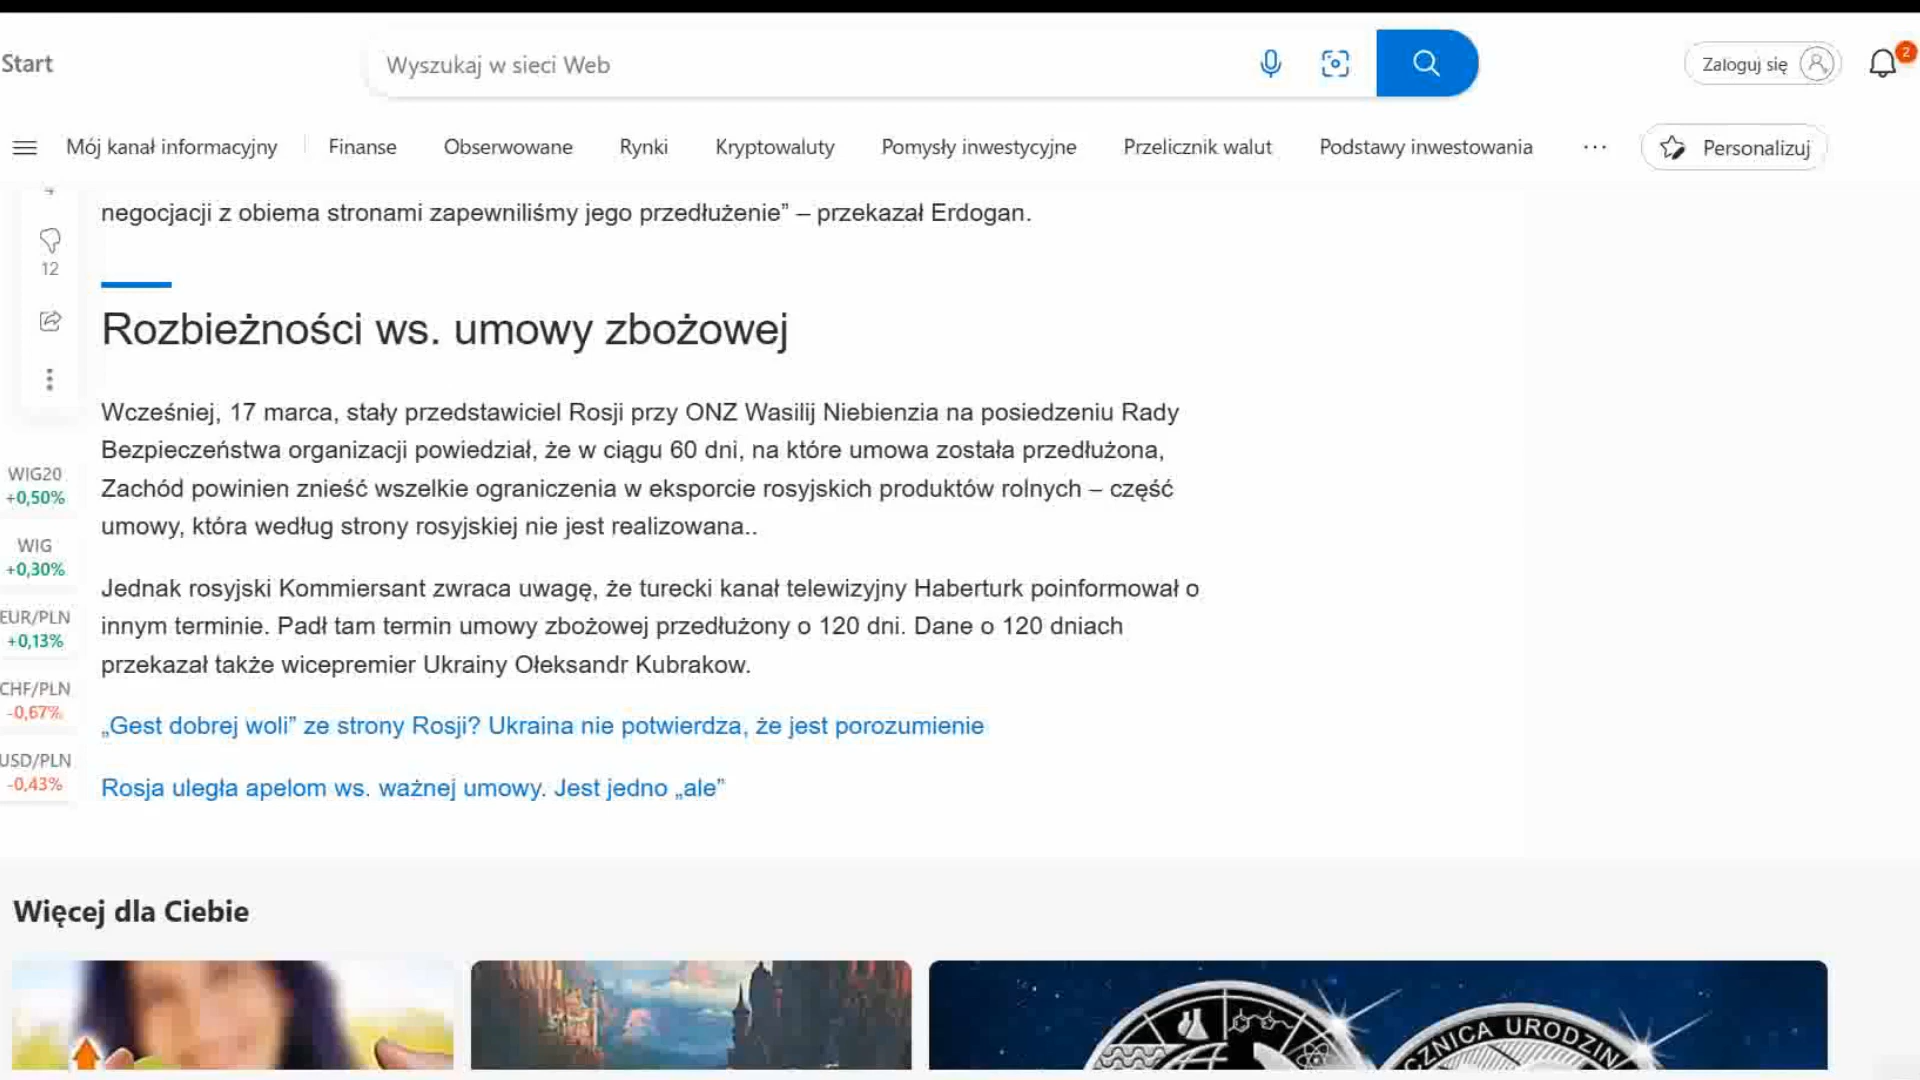 Start
Wyszukaj w sieci Web
Zaloguj się
2
Mój kanał informacyjny
Finanse
Obserwowane
Rynki
Kryptowaluty
Pomysły inwestycyjne
Przelicznik walut
Podstawy inwestowania
Personalizuj
negocjacji z obiema stronami zapewniliśmy jego przedłużenie” – przekazał Erdogan.
12
Rozbieżności ws. umowy zbożowej
Wcześniej, 17 marca, stały przedstawiciel Rosji przy ONZ Wasilij Niebienzia na posiedzeniu Rady
Bezpieczeństwa organizacji powiedział, że w ciągu 60 dni, na które umowa została przedłużona,
Zachód powinien znieść wszelkie ograniczenia w eksporcie rosyjskich produktów rolnych – część
umowy, która według strony rosyjskiej nie jest realizowana..
Jednak rosyjski Kommiersant zwraca uwagę, że turecki kanał telewizyjny Haberturk poinformował o
innym terminie. Padł tam termin umowy zbożowej przedłużony o 120 dni. Dane o 120 dniach
przekazał także wicepremier Ukrainy Ołeksandr Kubrakow.
„Gest dobrej woli” ze strony Rosji? Ukraina nie potwierdza, że jest porozumienie
Rosja uległa apelom ws. ważnej umowy. Jest jedno „ale”
WIG20
+0,50%
WIG
+0,30%
EUR/PLN
+0,13%
CHF/PLN
-0,67%
USD/PLN
-0,43%
Więcej dla Ciebie
CZNICA URODZIN